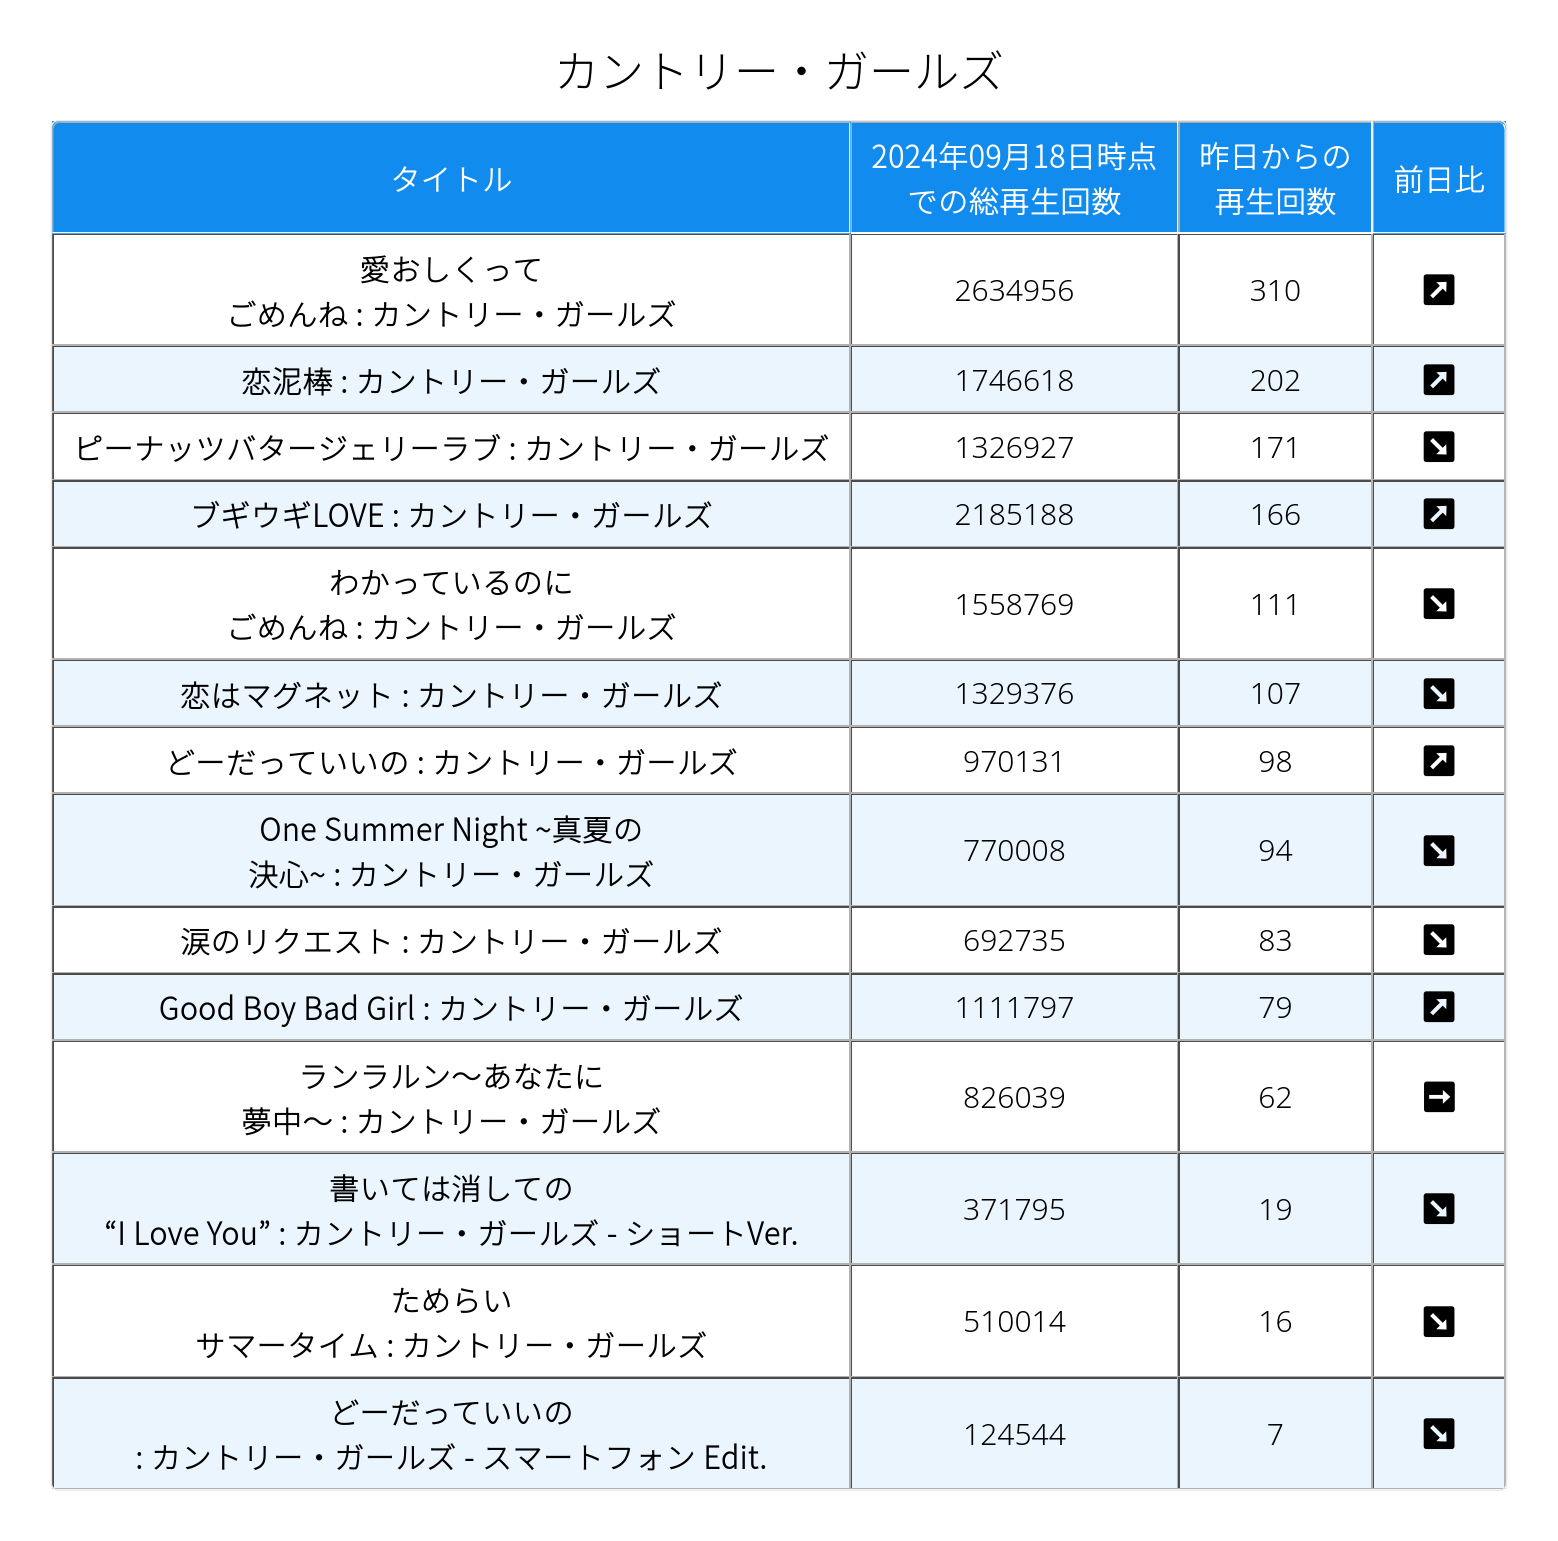 カントリー・ガールズ
タイトル
2024年09月18日時点
での総再生回数
昨日からの
再生回数
前日比
愛おしくって
ごめんね : カントリー・ガールズ
2634956
310
恋泥棒 : カントリー・ガールズ
1746618
202
ピーナッツバタージェリーラブ : カントリー・ガールズ
1326927
171
ブギウギLOVE : カントリー・ガールズ
2185188
166
わかっているのに
ごめんね : カントリー・ガールズ
1558769
111
恋はマグネット : カントリー・ガールズ
1329376
107
どーだっていいの : カントリー・ガールズ
970131
98
One Summer Night ~真夏の
決心~ : カントリー・ガールズ
770008
94
涙のリクエスト : カントリー・ガールズ
692735
83
Good Boy Bad Girl : カントリー・ガールズ
1111797
79
ランラルン～あなたに
夢中～ : カントリー・ガールズ
826039
62
書いては消しての
“I Love You” : カントリー・ガールズ - ショートVer.
371795
19
ためらい
サマータイム : カントリー・ガールズ
510014
16
どーだっていいの
: カントリー・ガールズ - スマートフォン Edit.
124544
7